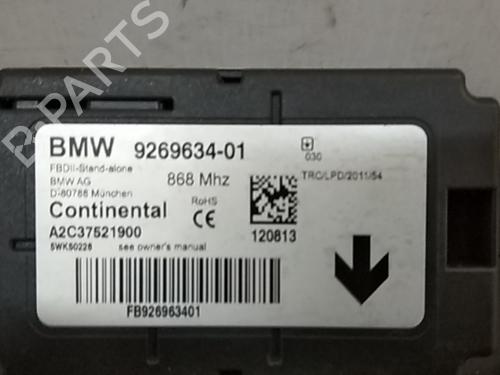 B-PARTS
BMW 9269634-01
FBDII-Stand-alone
BMW AG
868 Mhz
D-80788 München
030
TRC/LPD/2011/54
Continental
RoHS
CE
A2C37521900
5WK50226 see owner's manual
120813
FB926963401